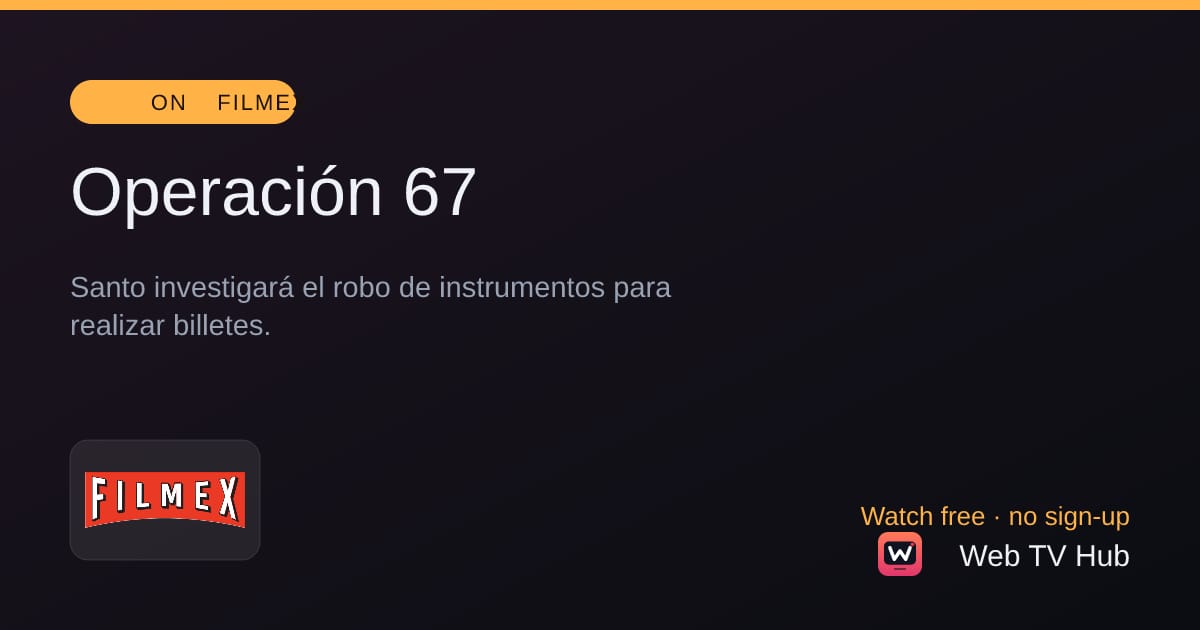 ON FILME
Operación 67
Santo investigará el robo de instrumentos para
realizar billetes.
FILMEX
Watch free · no sign-up
W
Web TV Hub